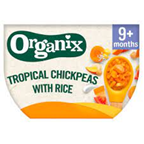 Organix
9+
months
TROPICAL CHICKPEAS
WITH RICE